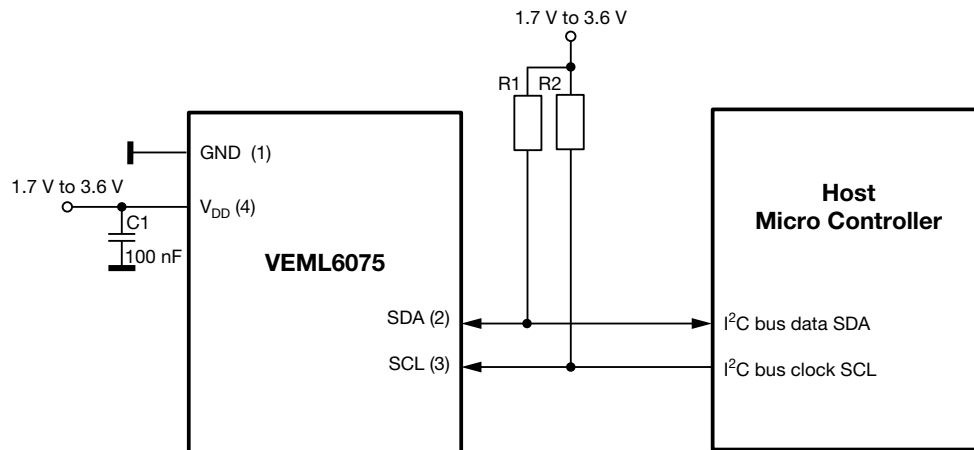 1.7 V to 3.6 V
R1 R2
GND (1)
1.7 V to 3.6 V
V_DD (4)
C1
100 nF
VEML6075
Host
Micro Controller
SDA (2)
I²C bus data SDA
SCL (3)
I²C bus clock SCL